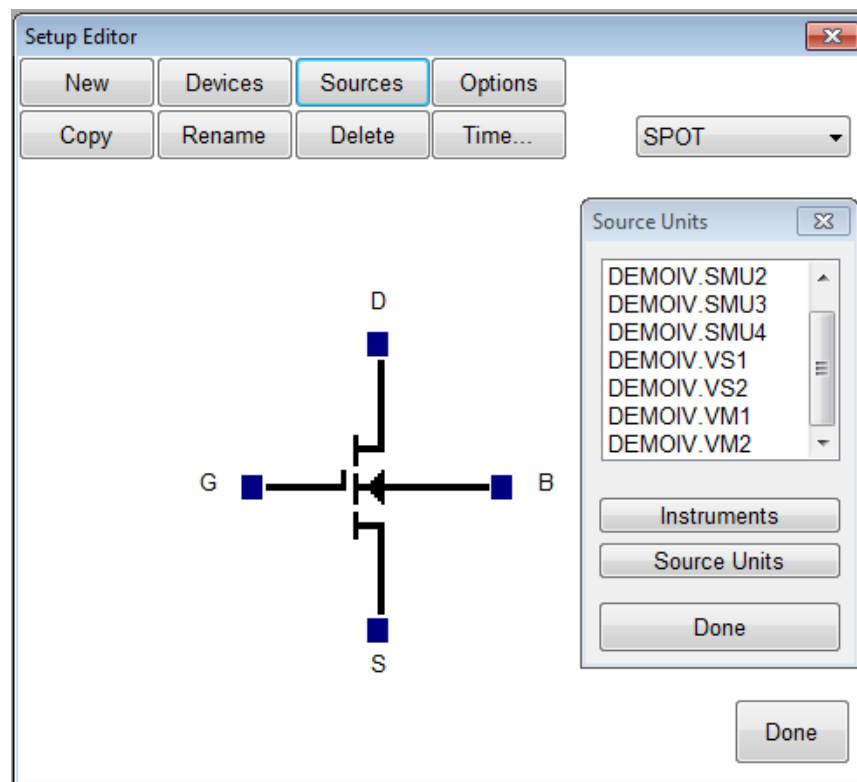 Setup Editor
New Devices Sources Options
Copy Rename Delete Time... SPOT
Source Units
DEMOIV.SMU2
DEMOIV.SMU3
DEMOIV.SMU4
DEMOIV.VS1
DEMOIV.VS2
DEMOIV.VM1
DEMOIV.VM2
D
G B
S
Instruments
Source Units
Done
Done